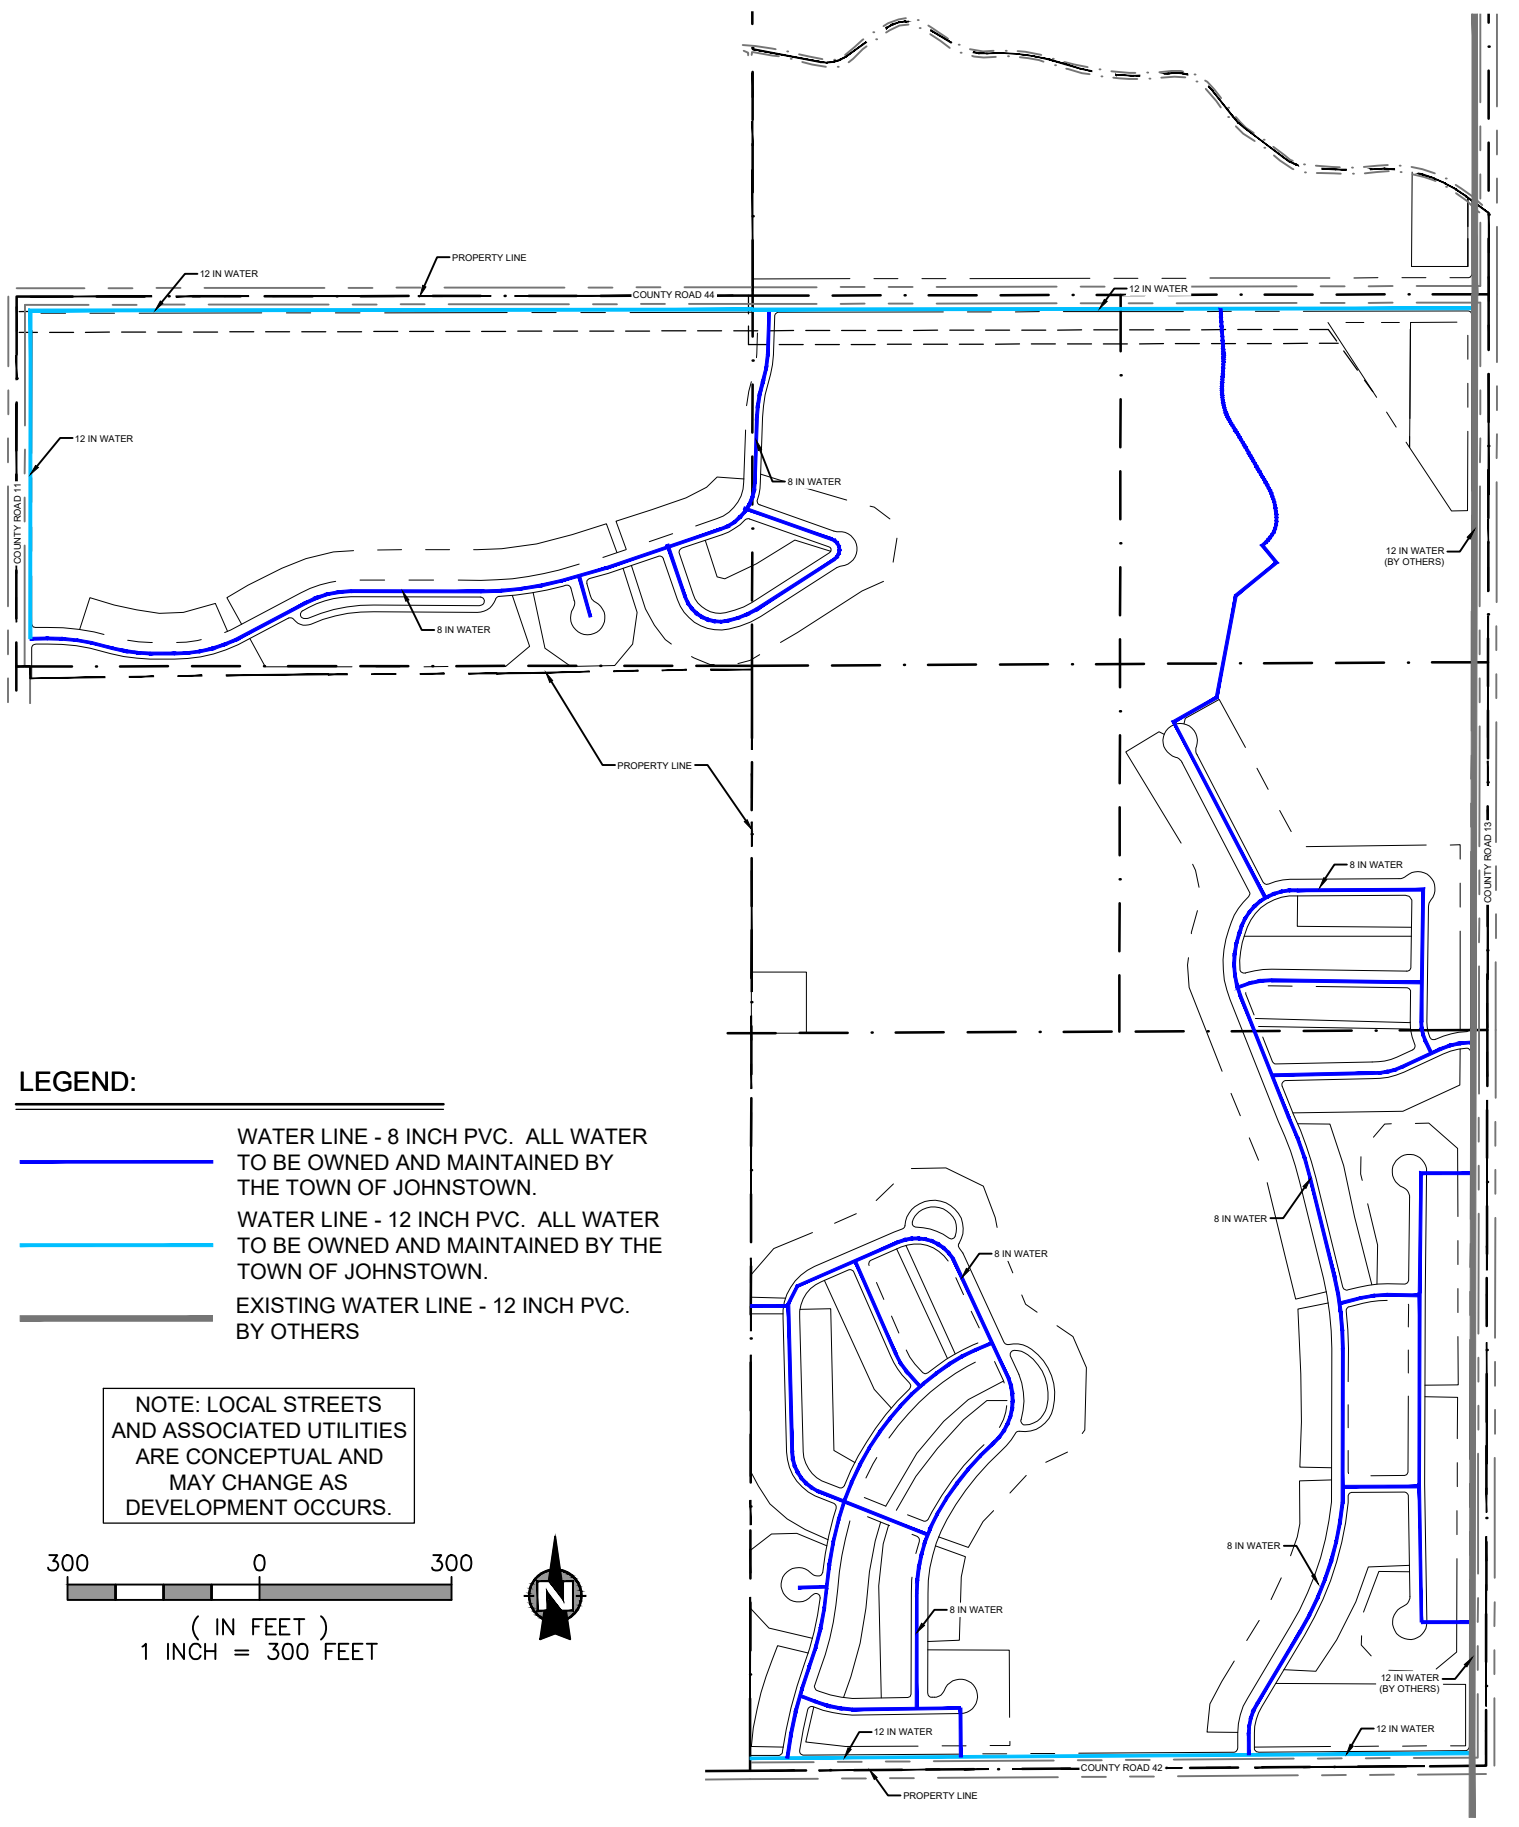 12 IN WATER
PROPERTY LINE
COUNTY ROAD 44
12 IN WATER
12 IN WATER
COUNTY ROAD 11
8 IN WATER
12 IN WATER
(BY OTHERS)
8 IN WATER
PROPERTY LINE
COUNTY ROAD 13
8 IN WATER
LEGEND:
WATER LINE - 8 INCH PVC. ALL WATER
TO BE OWNED AND MAINTAINED BY
THE TOWN OF JOHNSTOWN.
WATER LINE - 12 INCH PVC. ALL WATER
TO BE OWNED AND MAINTAINED BY THE
TOWN OF JOHNSTOWN.
EXISTING WATER LINE - 12 INCH PVC.
BY OTHERS
8 IN WATER
8 IN WATER
NOTE: LOCAL STREETS
AND ASSOCIATED UTILITIES
ARE CONCEPTUAL AND
MAY CHANGE AS
DEVELOPMENT OCCURS.
300 0 300
( IN FEET )
1 INCH = 300 FEET
N
8 IN WATER
8 IN WATER
12 IN WATER
(BY OTHERS)
12 IN WATER
12 IN WATER
COUNTY ROAD 42
PROPERTY LINE